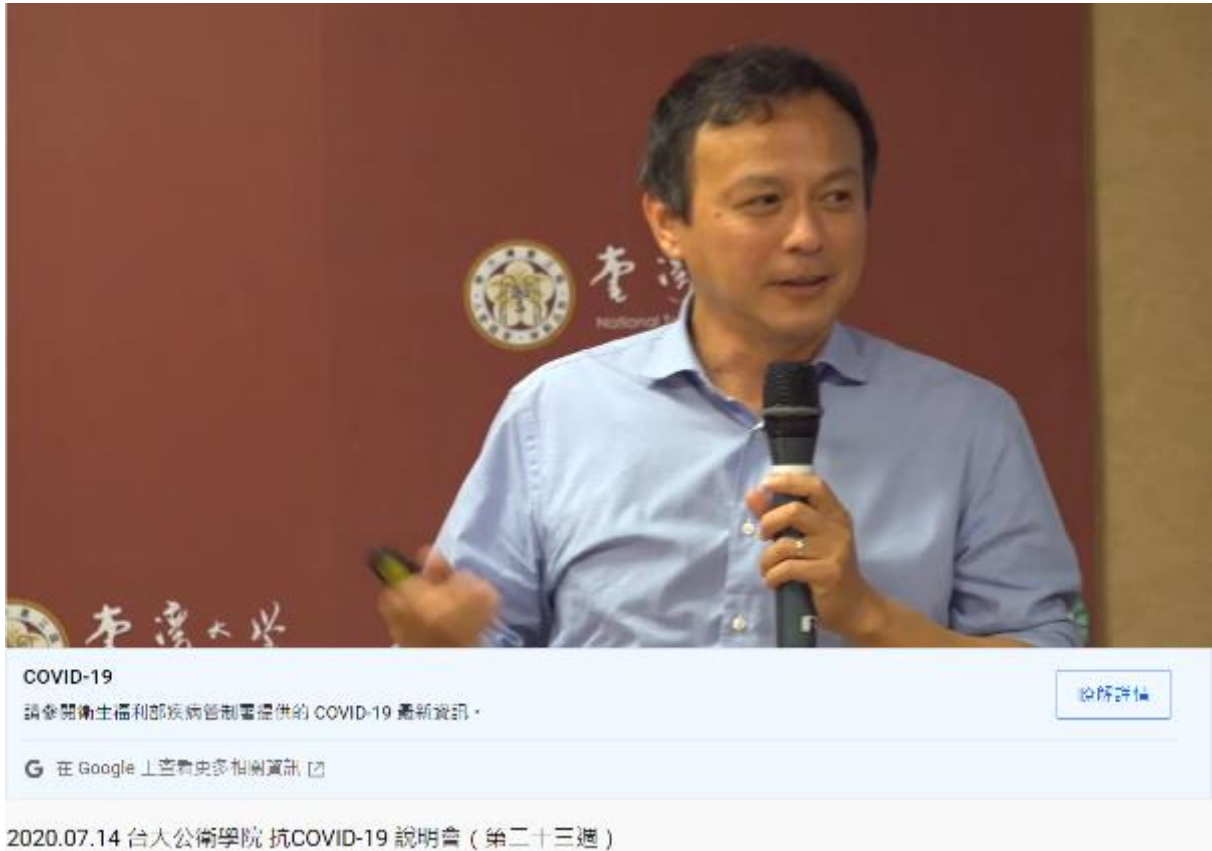 臺灣
National
臺灣大學
COVID-19
請參閱衛生福利部疾病管制署提供的 COVID-19 最新資訊。
瞭解詳情
G 在 Google 上查看更多相關資訊
2020.07.14 台大公衛學院 抗COVID-19 說明會（第二十三週）